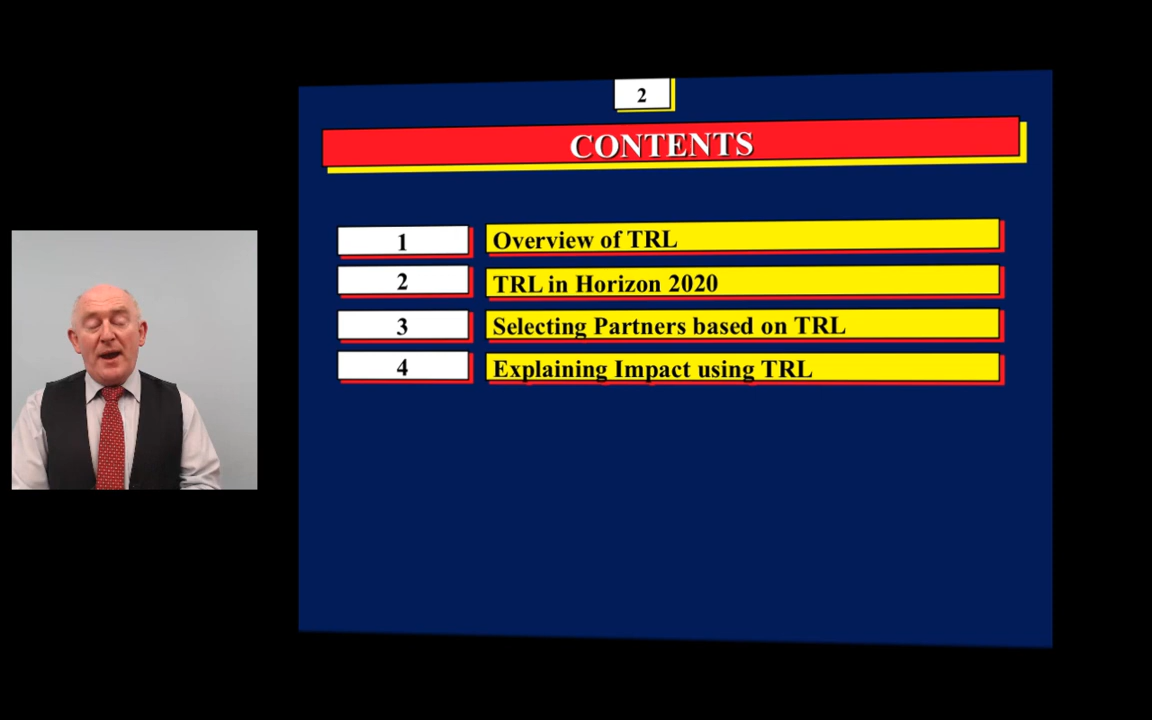 2
CONTENTS
1 Overview of TRL
2 TRL in Horizon 2020
3 Selecting Partners based on TRL
4 Explaining Impact using TRL